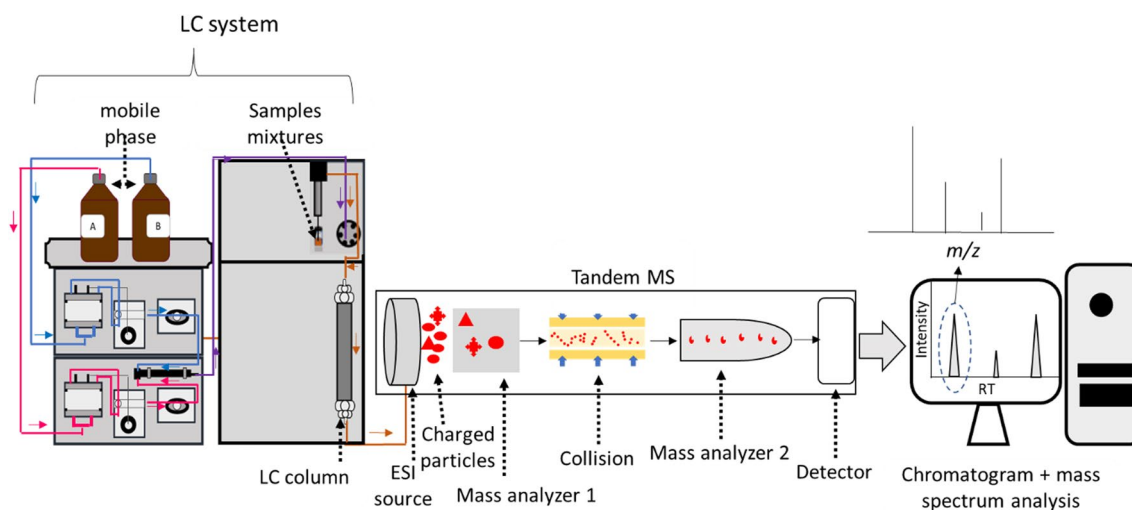 LC system
mobile
phase
Samples
mixtures
A
B
Tandem MS
m/z
Intensity
RT
LC column
ESI
source
Charged
particles
Mass analyzer 1
Collision
Mass analyzer 2
Detector
Chromatogram + mass
spectrum analysis